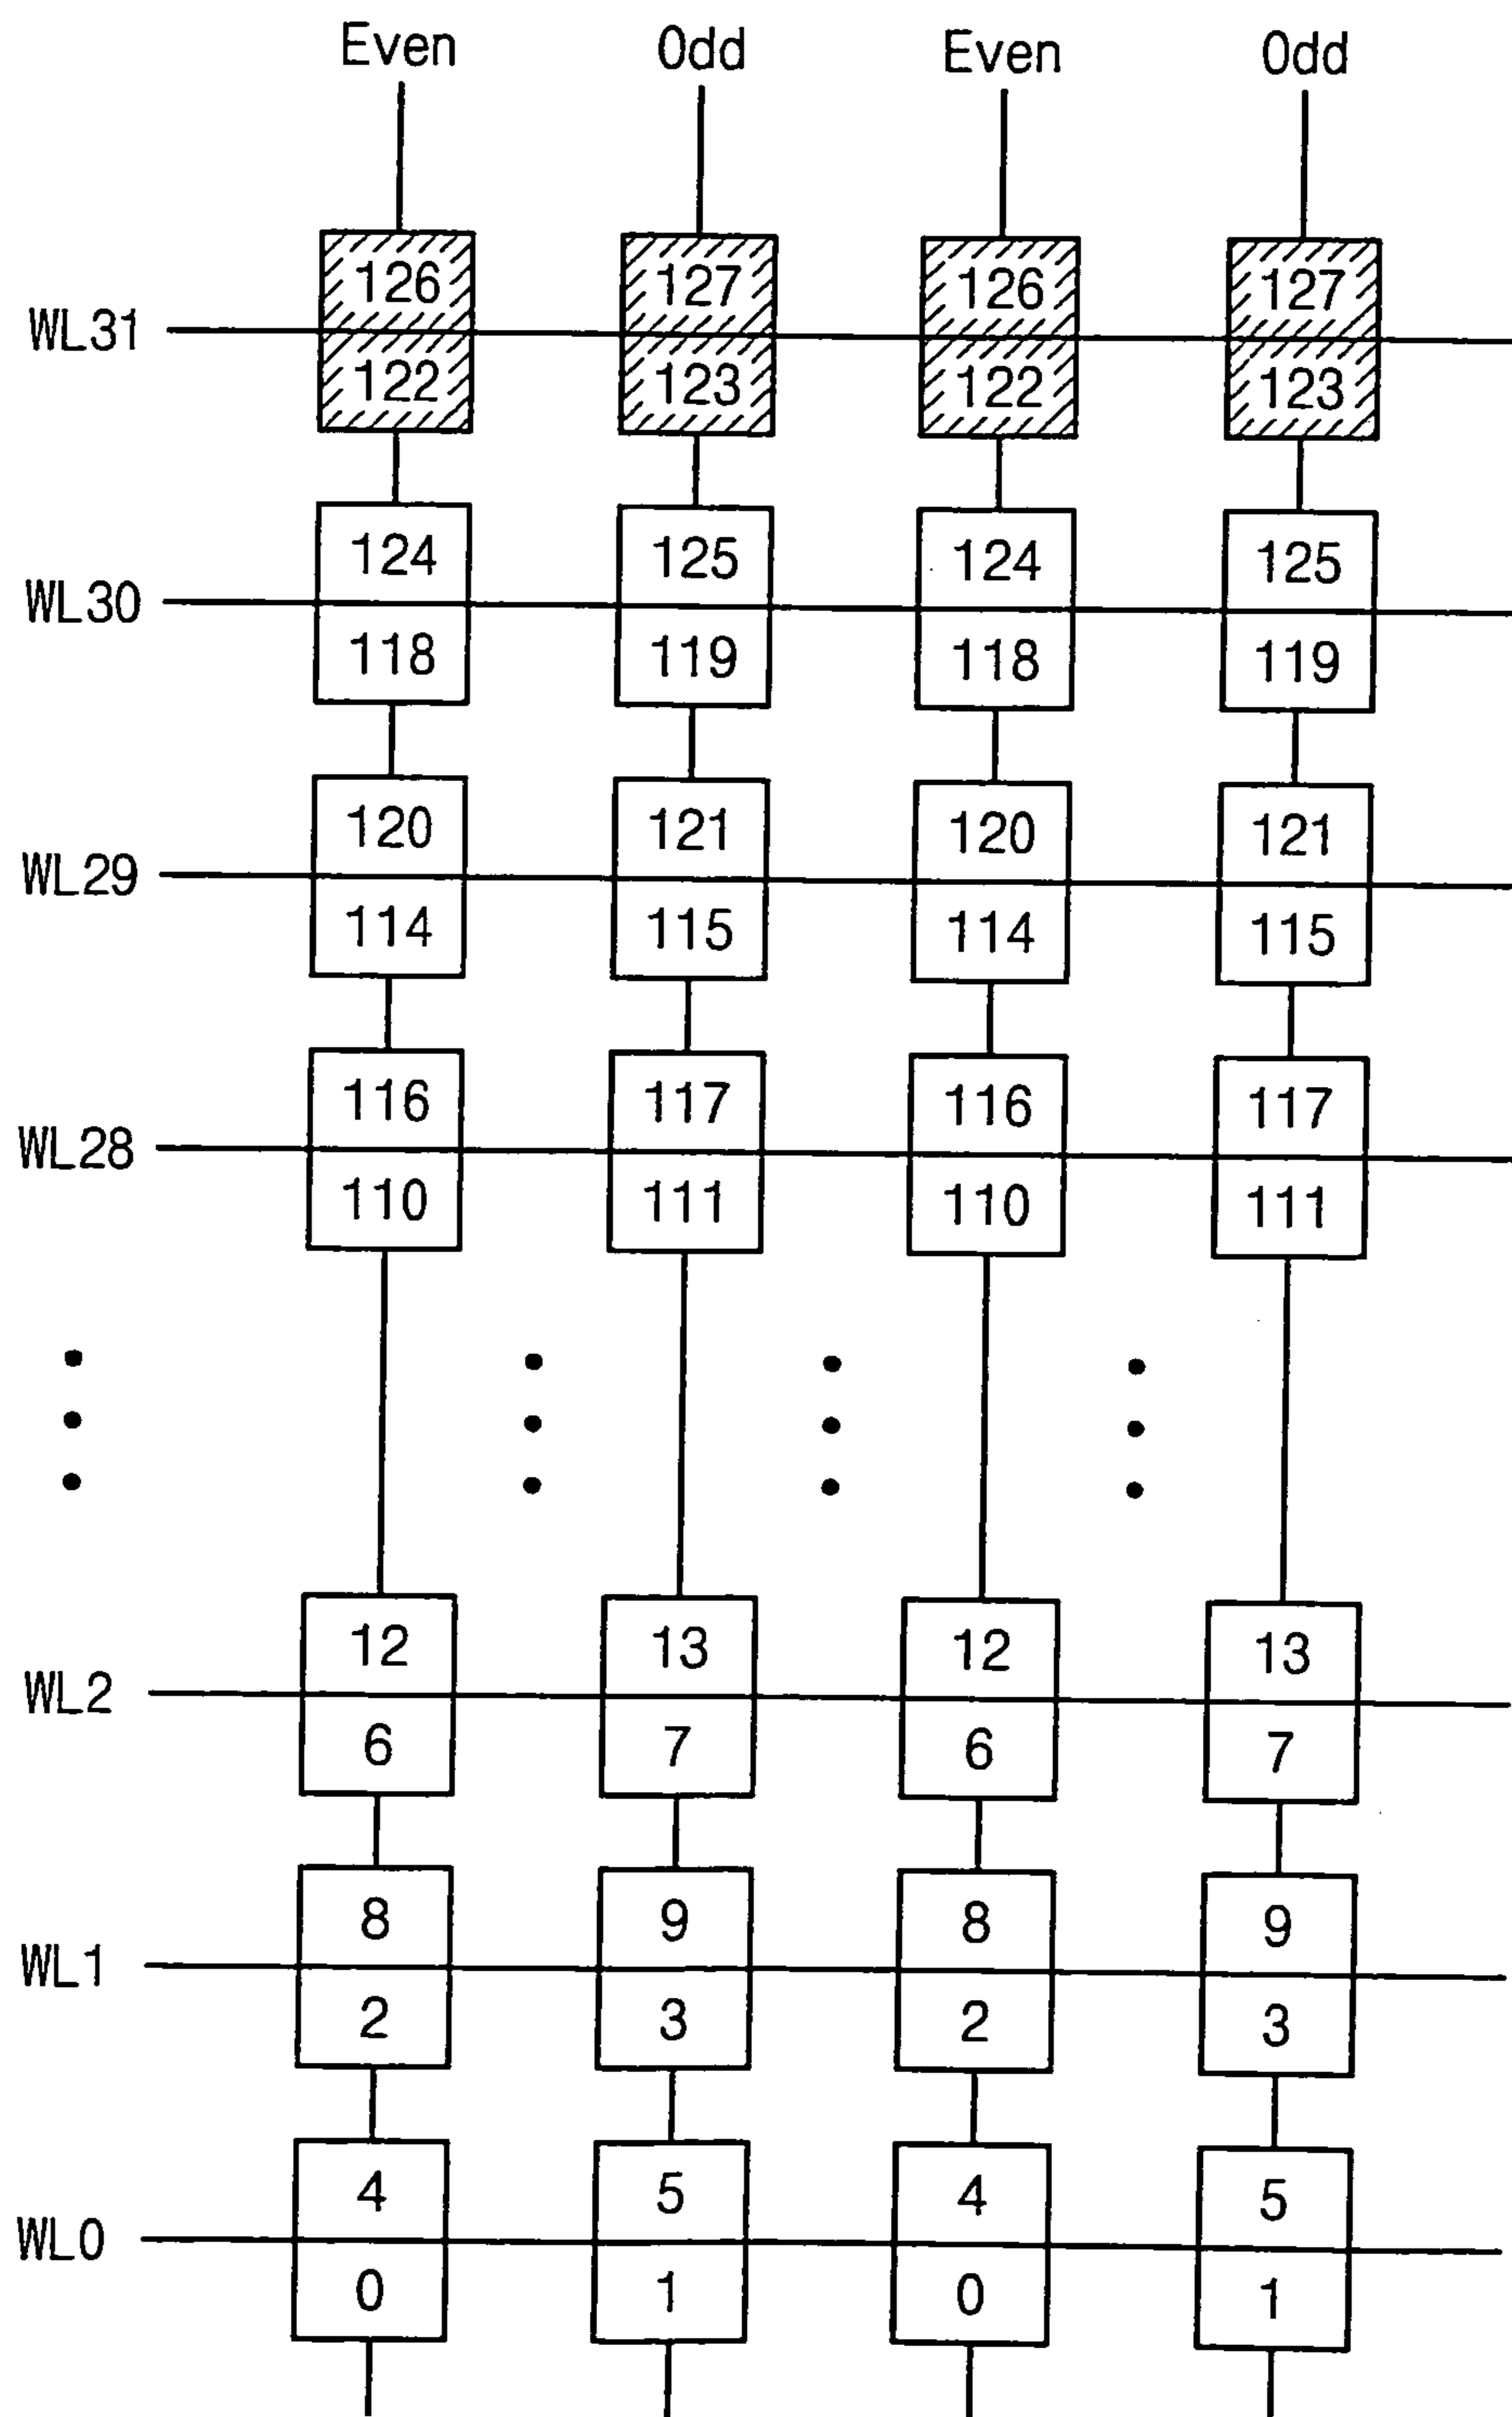 Even Odd Even Odd
126 127 126 127
WL31
122 123 122 123
124 125 124 125
WL30
118 119 118 119
120 121 120 121
WL29
114 115 114 115
116 117 116 117
WL28
110 111 110 111
12 13 12 13
WL2
6 7 6 7
8 9 8 9
WL1
2 3 2 3
4 5 4 5
WL0
0 1 0 1